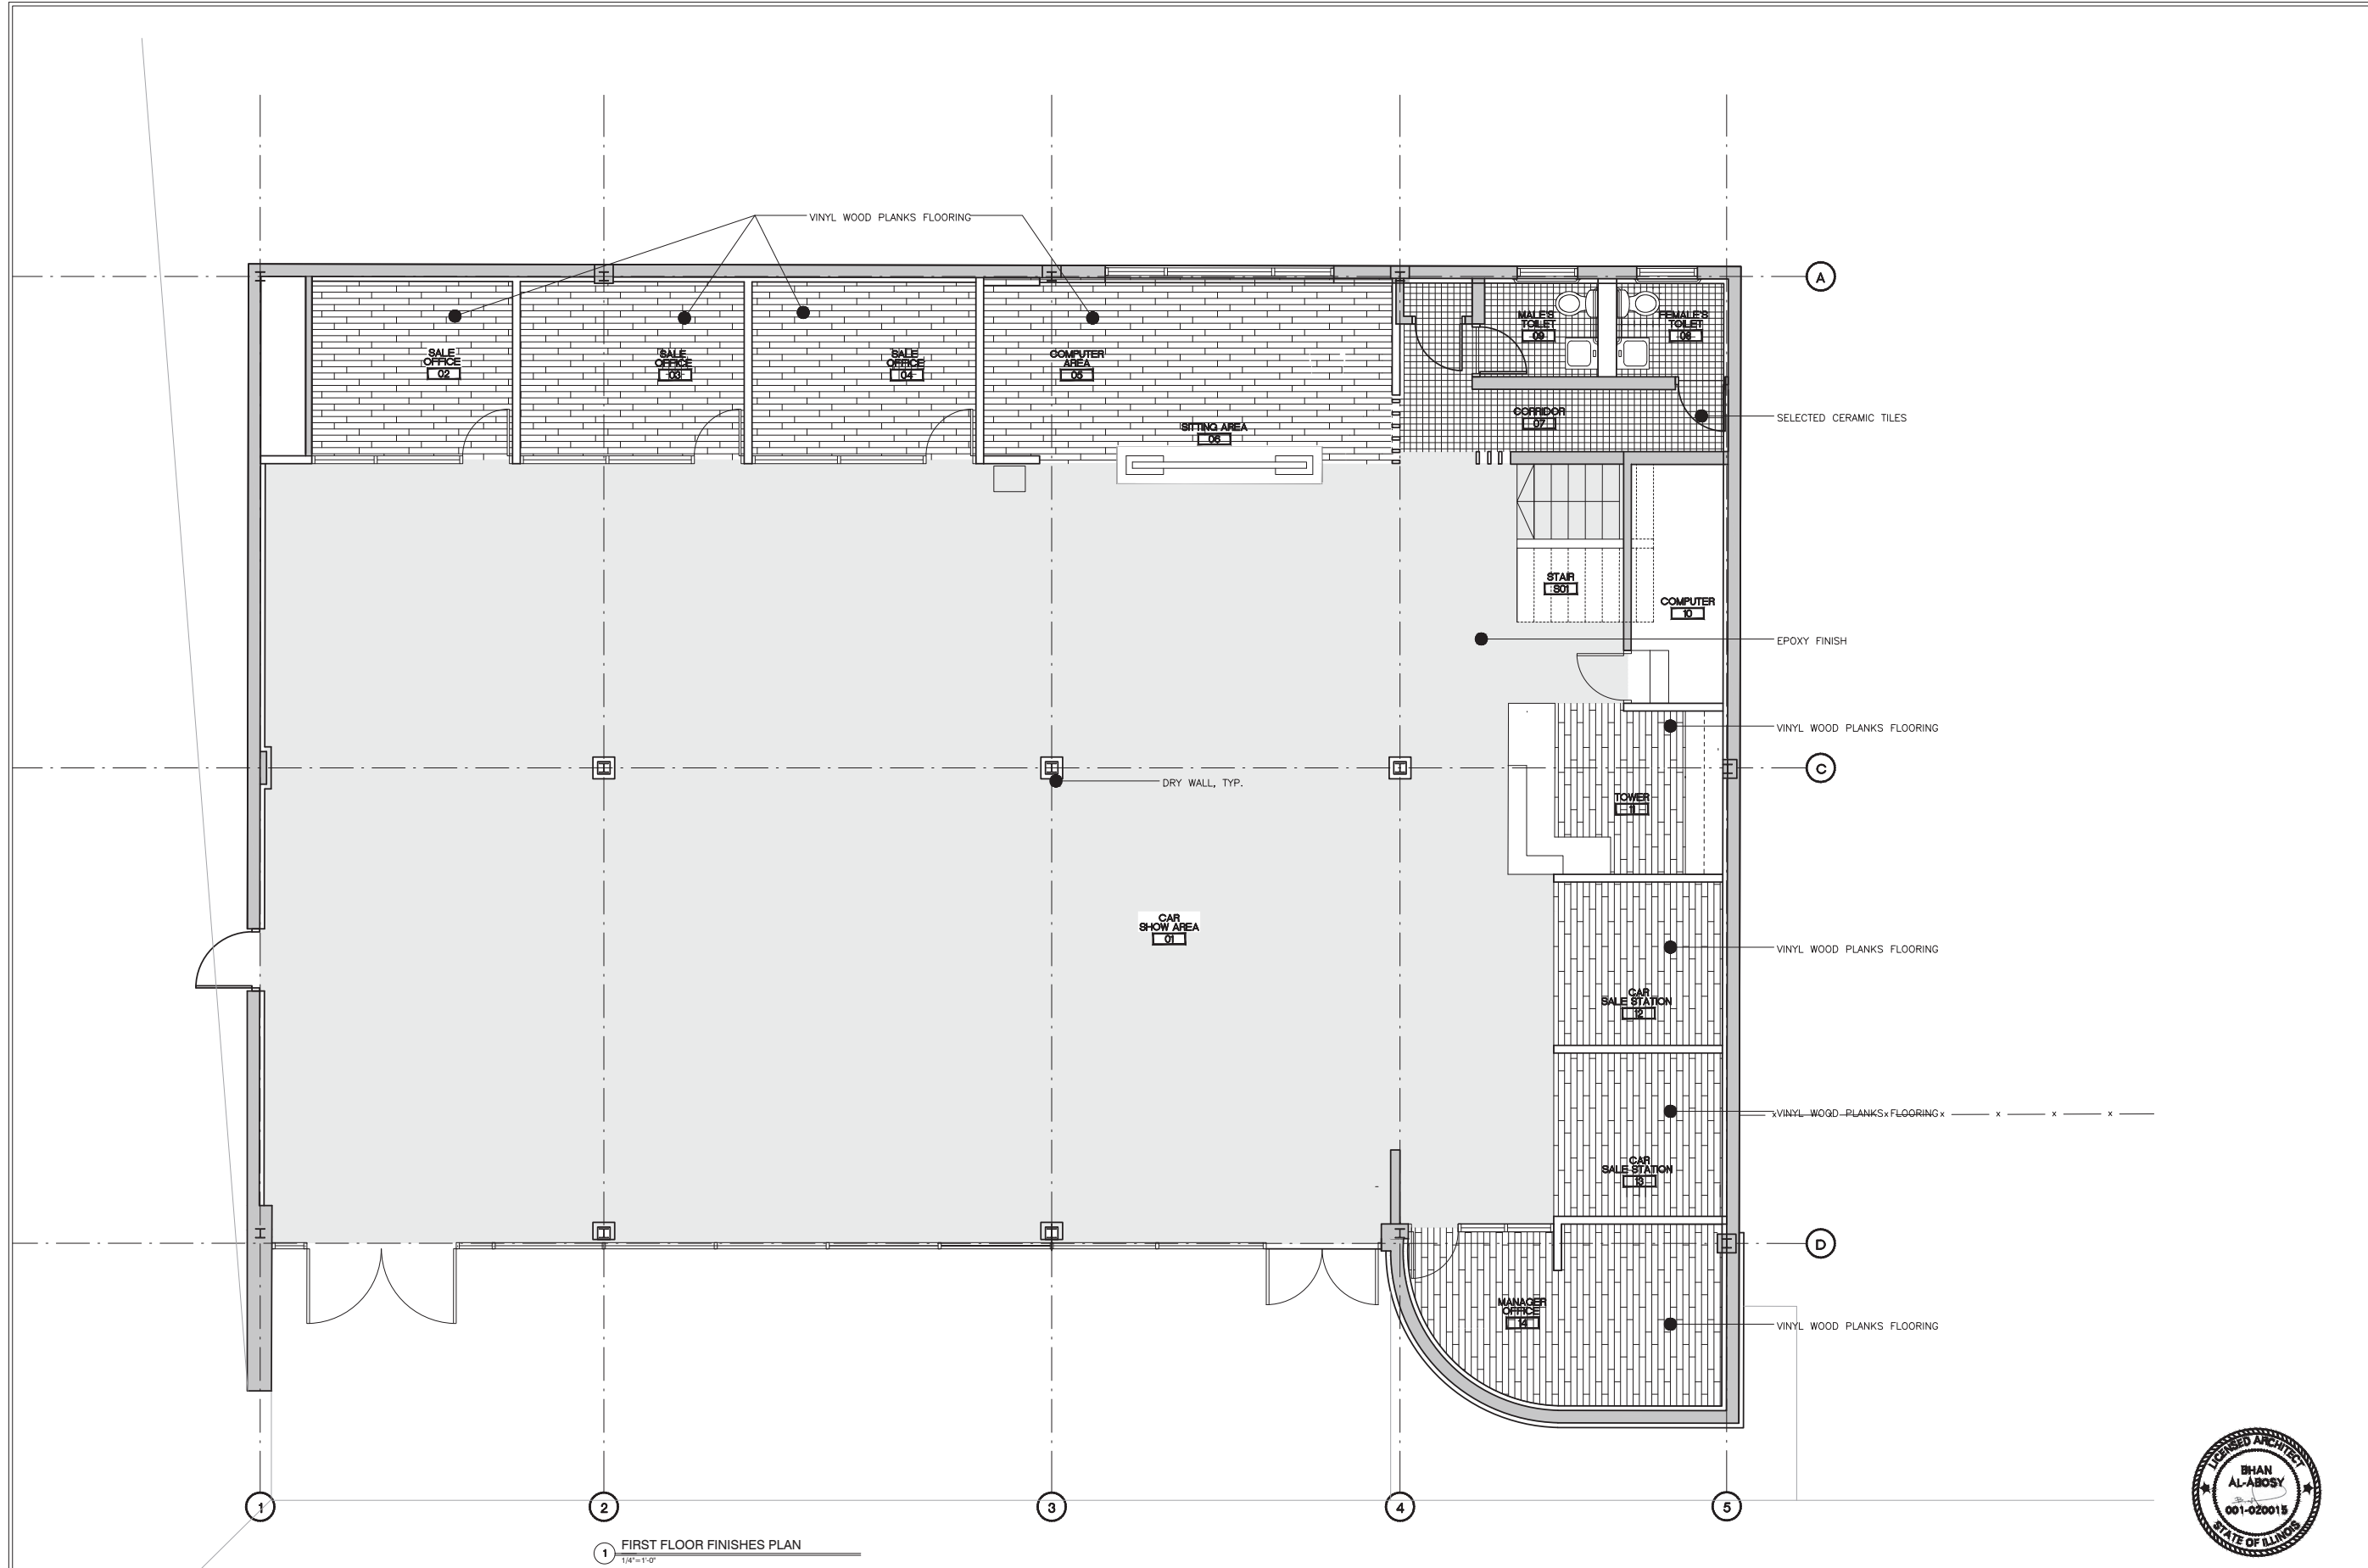 VINYL WOOD PLANKS FLOORING
A
SALE
OFFICE
02
SALE
OFFICE
03
SALE
OFFICE
04
COMPUTER
AREA
05
MALE'S
TOILET
09
FEMALE'S
TOILET
08
SITTING AREA
06
CORRIDOR
07
SELECTED CERAMIC TILES
STAIR
S01
COMPUTER
10
EPOXY FINISH
VINYL WOOD PLANKS FLOORING
C
DRY WALL, TYP.
TOWER
11
CAR
SHOW AREA
01
VINYL WOOD PLANKS FLOORING
CAR
SALE STATION
12
VINYL WOOD PLANKS FLOORING
x x x x x x x
CAR
SALE STATION
13
D
MANAGER
OFFICE
14
VINYL WOOD PLANKS FLOORING
1
2
3
4
5
1 FIRST FLOOR FINISHES PLAN
1/4"=1'-0"
LICENSED ARCHITECT
BHAN
AL-ABOSY
001-020015
STATE OF ILLINOIS